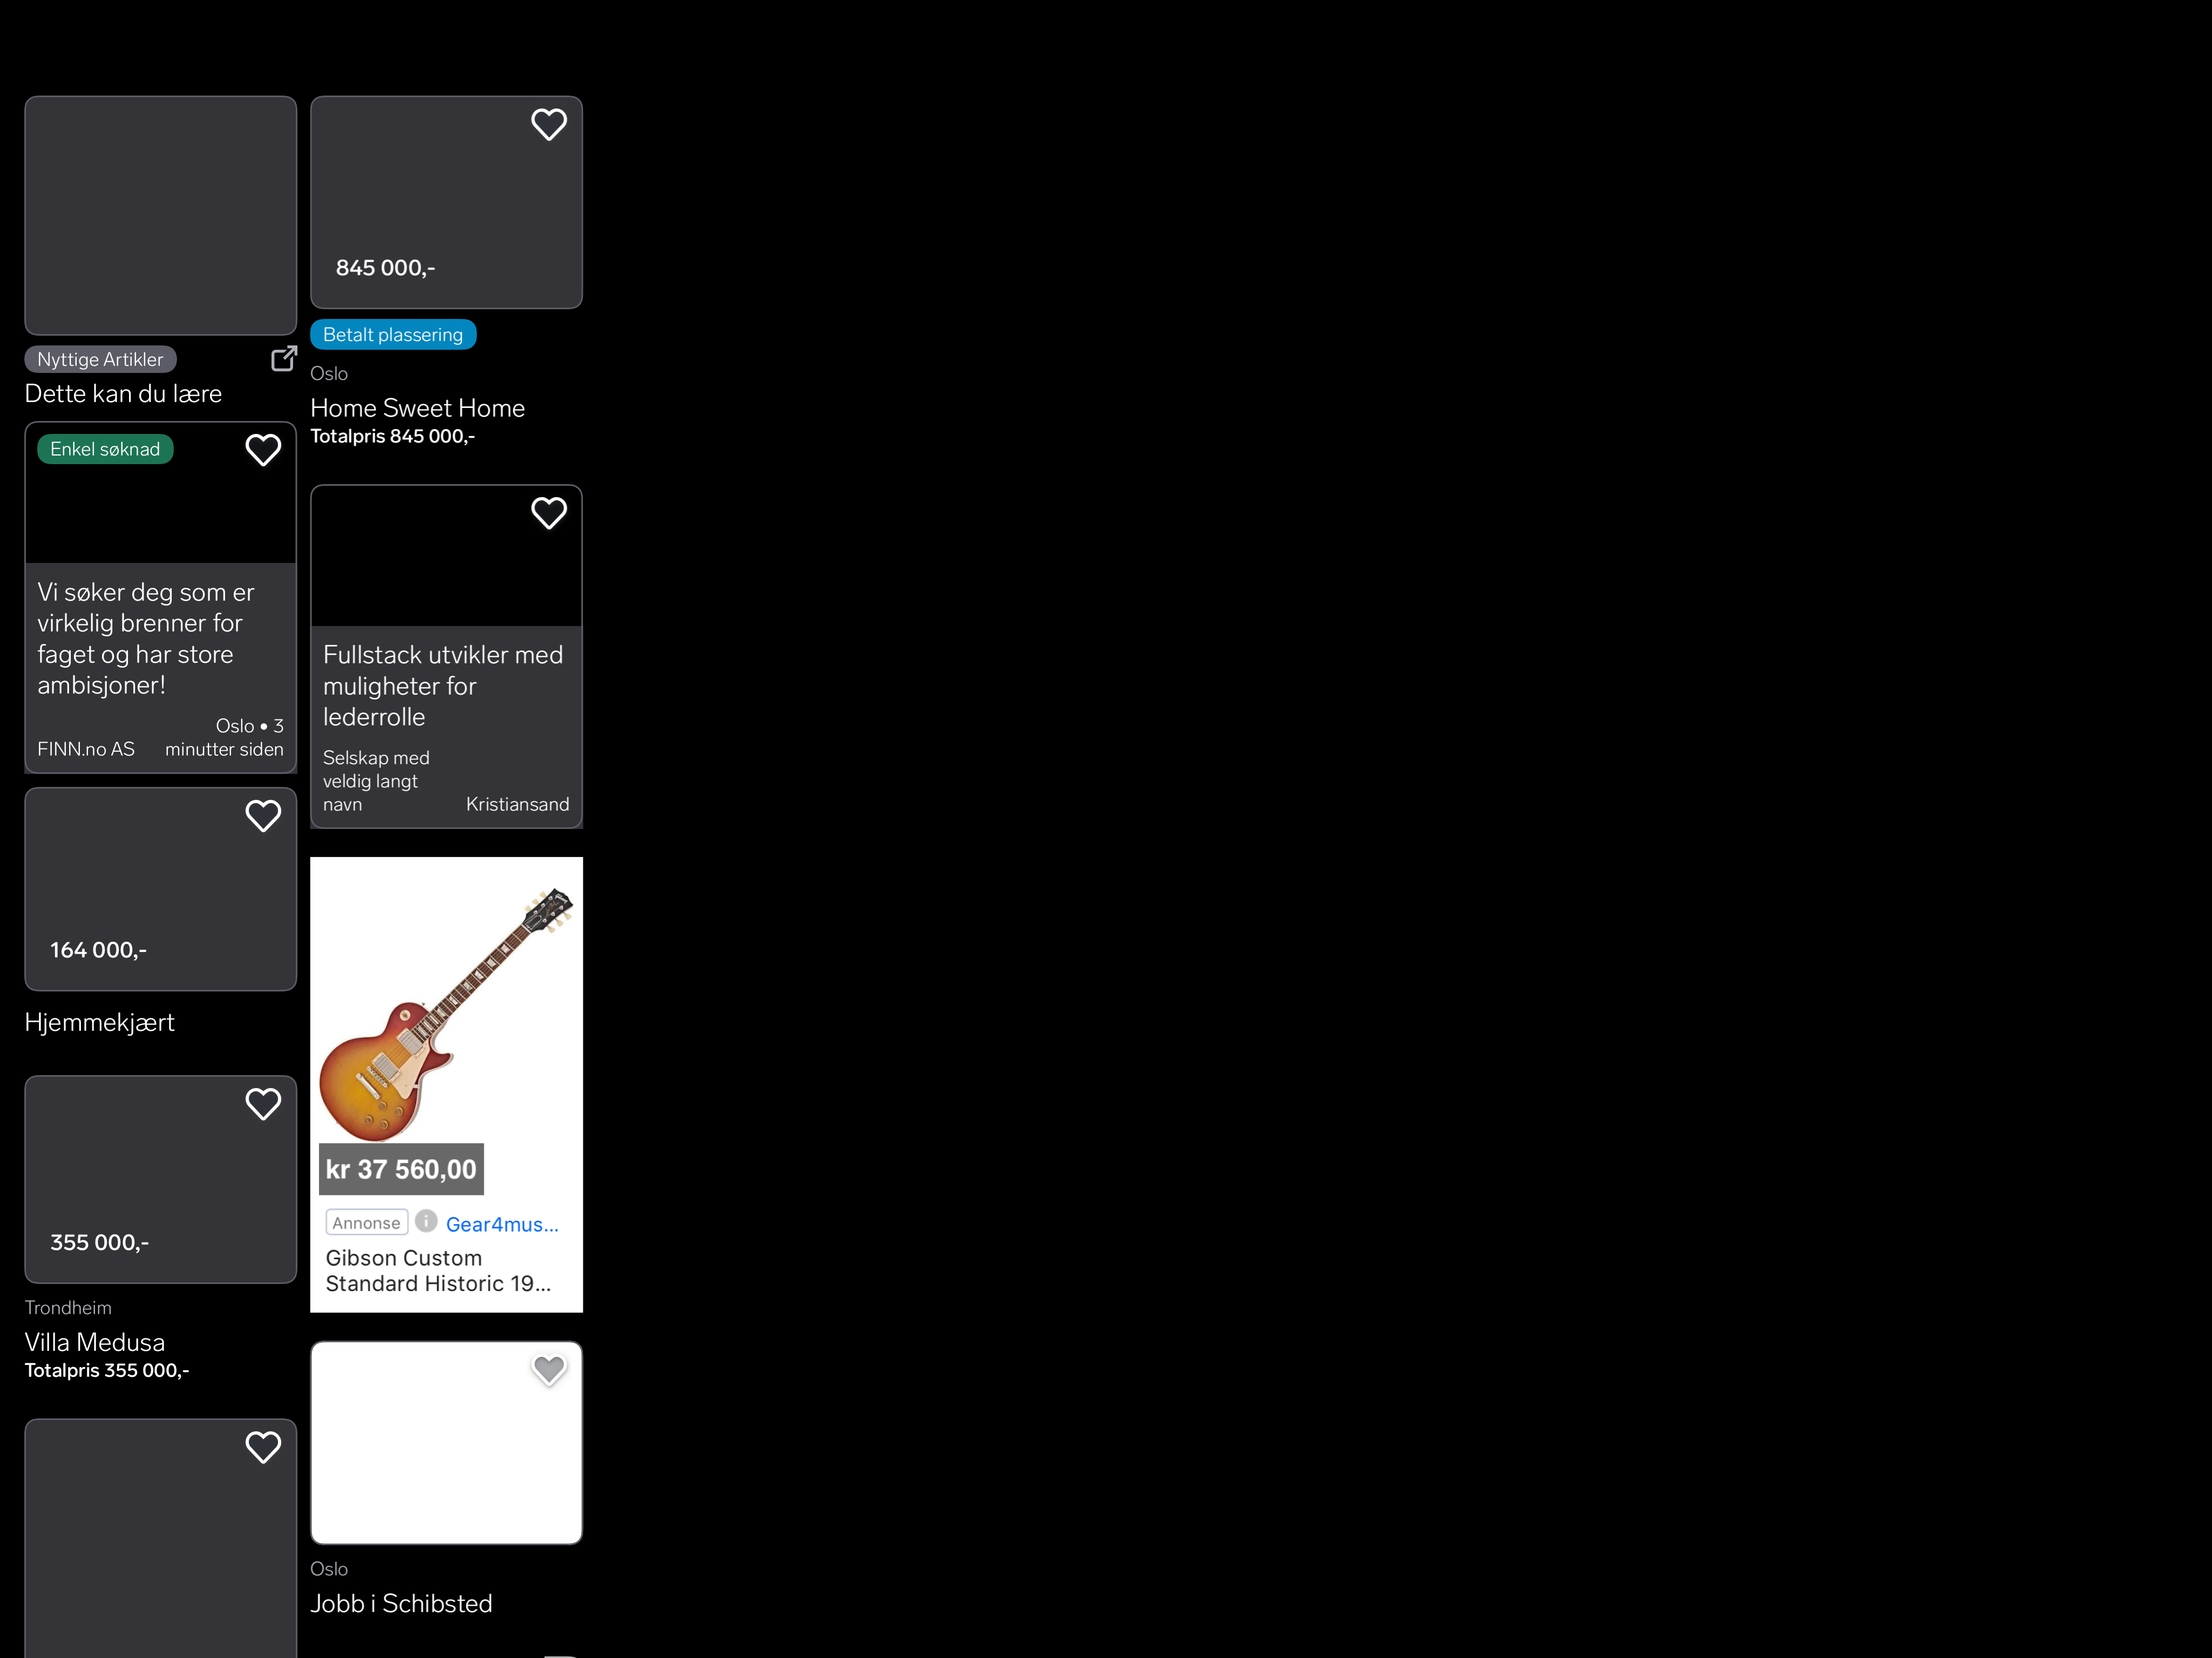 Nyttige Artikler
Dette kan du lære
Enkel søknad
Vi søker deg som er
virkelig brenner for
faget og har store
ambisjoner!
FINN.no AS
Oslo • 3
minutter siden
164 000,-
Hjemmekjært
355 000,-
Trondheim
Villa Medusa
Totalpris 355 000,-
845 000,-
Betalt plassering
Oslo
Home Sweet Home
Totalpris 845 000,-
Fullstack utvikler med
muligheter for
lederrolle
Selskap med
veldig langt
navn
Kristiansand
kr 37 560,00
Annonse
Gear4mus...
Gibson Custom
Standard Historic 19...
Oslo
Jobb i Schibsted